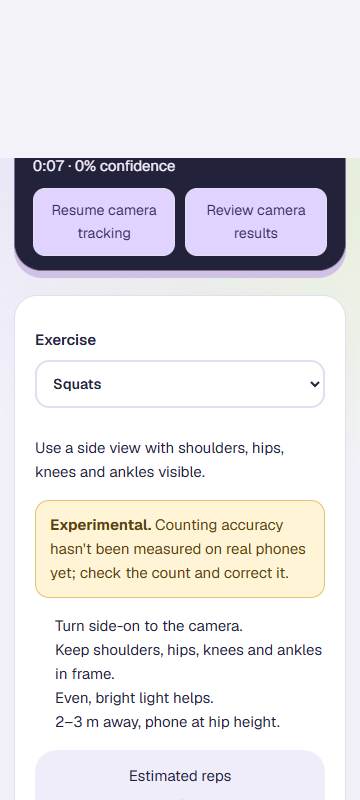 0:07 · 0% confidence
Resume camera
tracking
Review camera
results
Exercise
Squats
Use a side view with shoulders, hips,
knees and ankles visible.
Experimental. Counting accuracy
hasn't been measured on real phones
yet; check the count and correct it.
Turn side-on to the camera.
Keep shoulders, hips, knees and ankles
in frame.
Even, bright light helps.
2–3 m away, phone at hip height.
Estimated reps